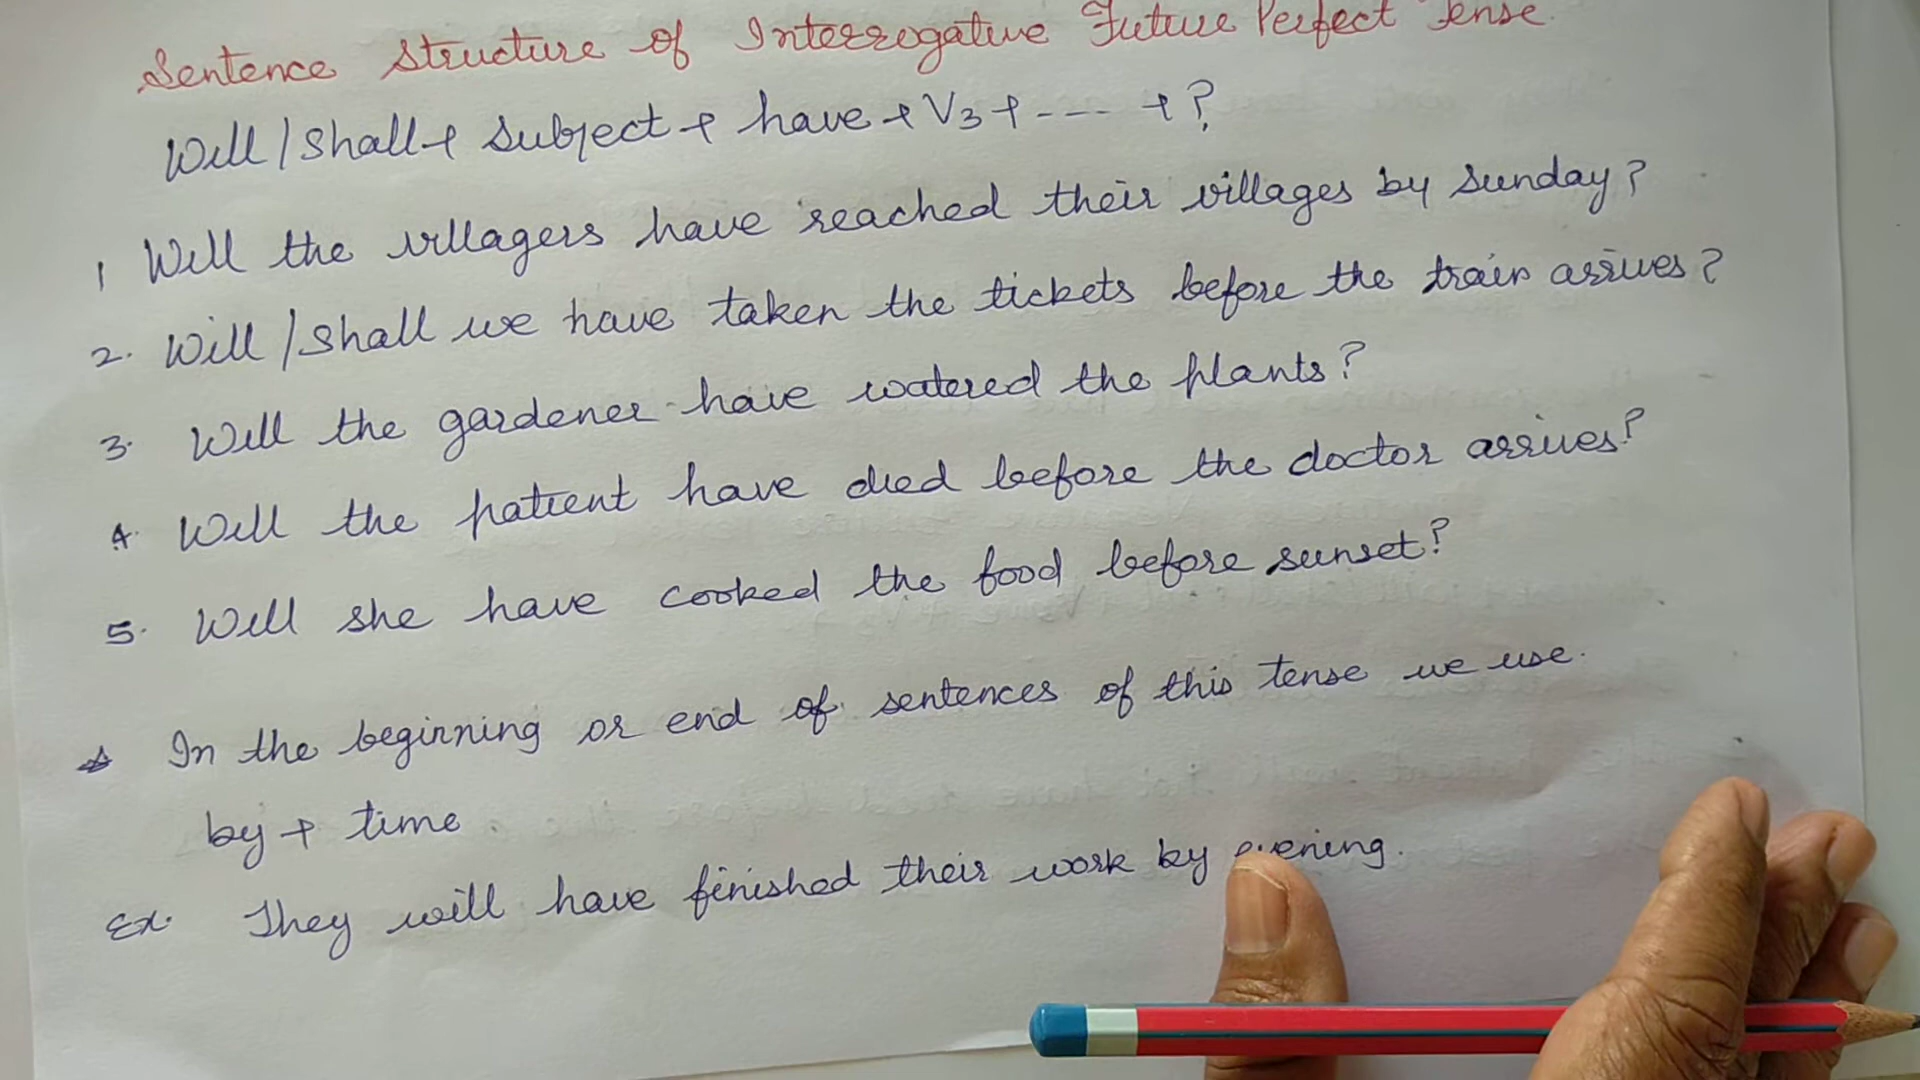 Sentence Structure of Interrogative Future Perfect Tense.
Will / Shall + Subject + have + V3 + ---- + ?
1 Will the villagers have reached their villages by Sunday?
2. Will / Shall we have taken the tickets before the train arrives?
3. Will the gardener have watered the plants?
4. Will the patient have died before the doctor arrives?
5. Will she have cooked the food before sunset?
In the beginning or end of sentences of this tense we use.
by + time.
Ex. They will have finished their work by evening.